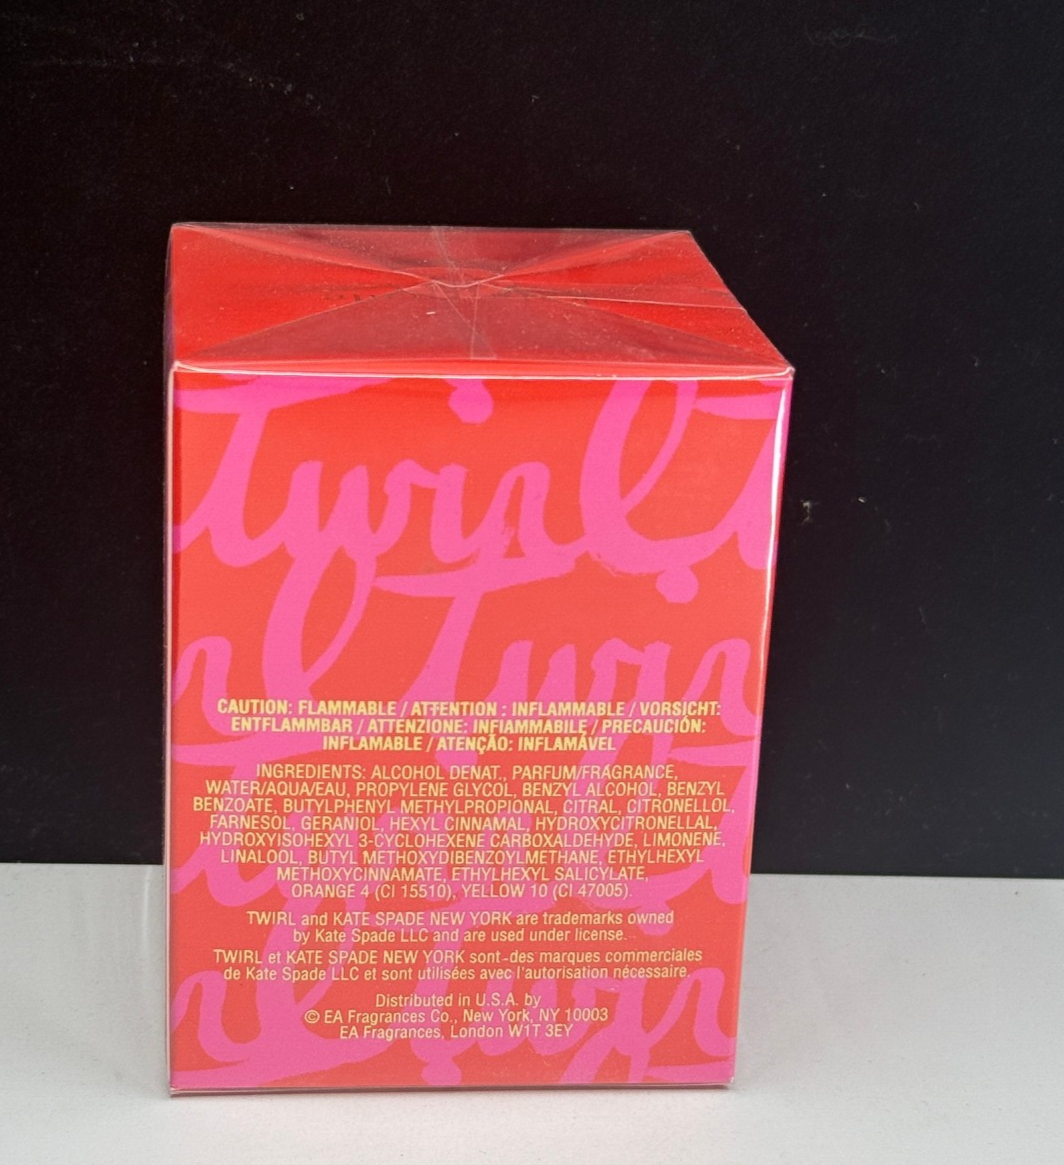 twirl
twirl
CAUTION: FLAMMABLE / ATTENTION : INFLAMMABLE / VORSICHT:
ENTFLAMMBAR / ATTENZIONE: INFIAMMABILE / PRECAUCIÓN:
INFLAMABLE / ATENÇÃO: INFLAMÁVEL
INGREDIENTS: ALCOHOL DENAT., PARFUM/FRAGRANCE,
WATER/AQUA/EAU, PROPYLENE GLYCOL, BENZYL ALCOHOL, BENZYL
BENZOATE, BUTYLPHENYL METHYLPROPIONAL, CITRAL, CITRONELLOL,
FARNESOL, GERANIOL, HEXYL CINNAMAL, HYDROXYCITRONELLAL,
HYDROXYISOHEXYL 3-CYCLOHEXENE CARBOXALDEHYDE, LIMONENE,
LINALOOL, BUTYL METHOXYDIBENZOYLMETHANE, ETHYLHEXYL
METHOXYCINNAMATE, ETHYLHEXYL SALICYLATE,
ORANGE 4 (CI 15510), YELLOW 10 (CI 47005).
TWIRL and KATE SPADE NEW YORK are trademarks owned
by Kate Spade LLC and are used under license.
TWIRL et KATE SPADE NEW YORK sont des marques commerciales
de Kate Spade LLC et sont utilisées avec l'autorisation nécessaire.
Distributed in U.S.A. by
© EA Fragrances Co., New York, NY 10003
EA Fragrances, London W1T 3EY